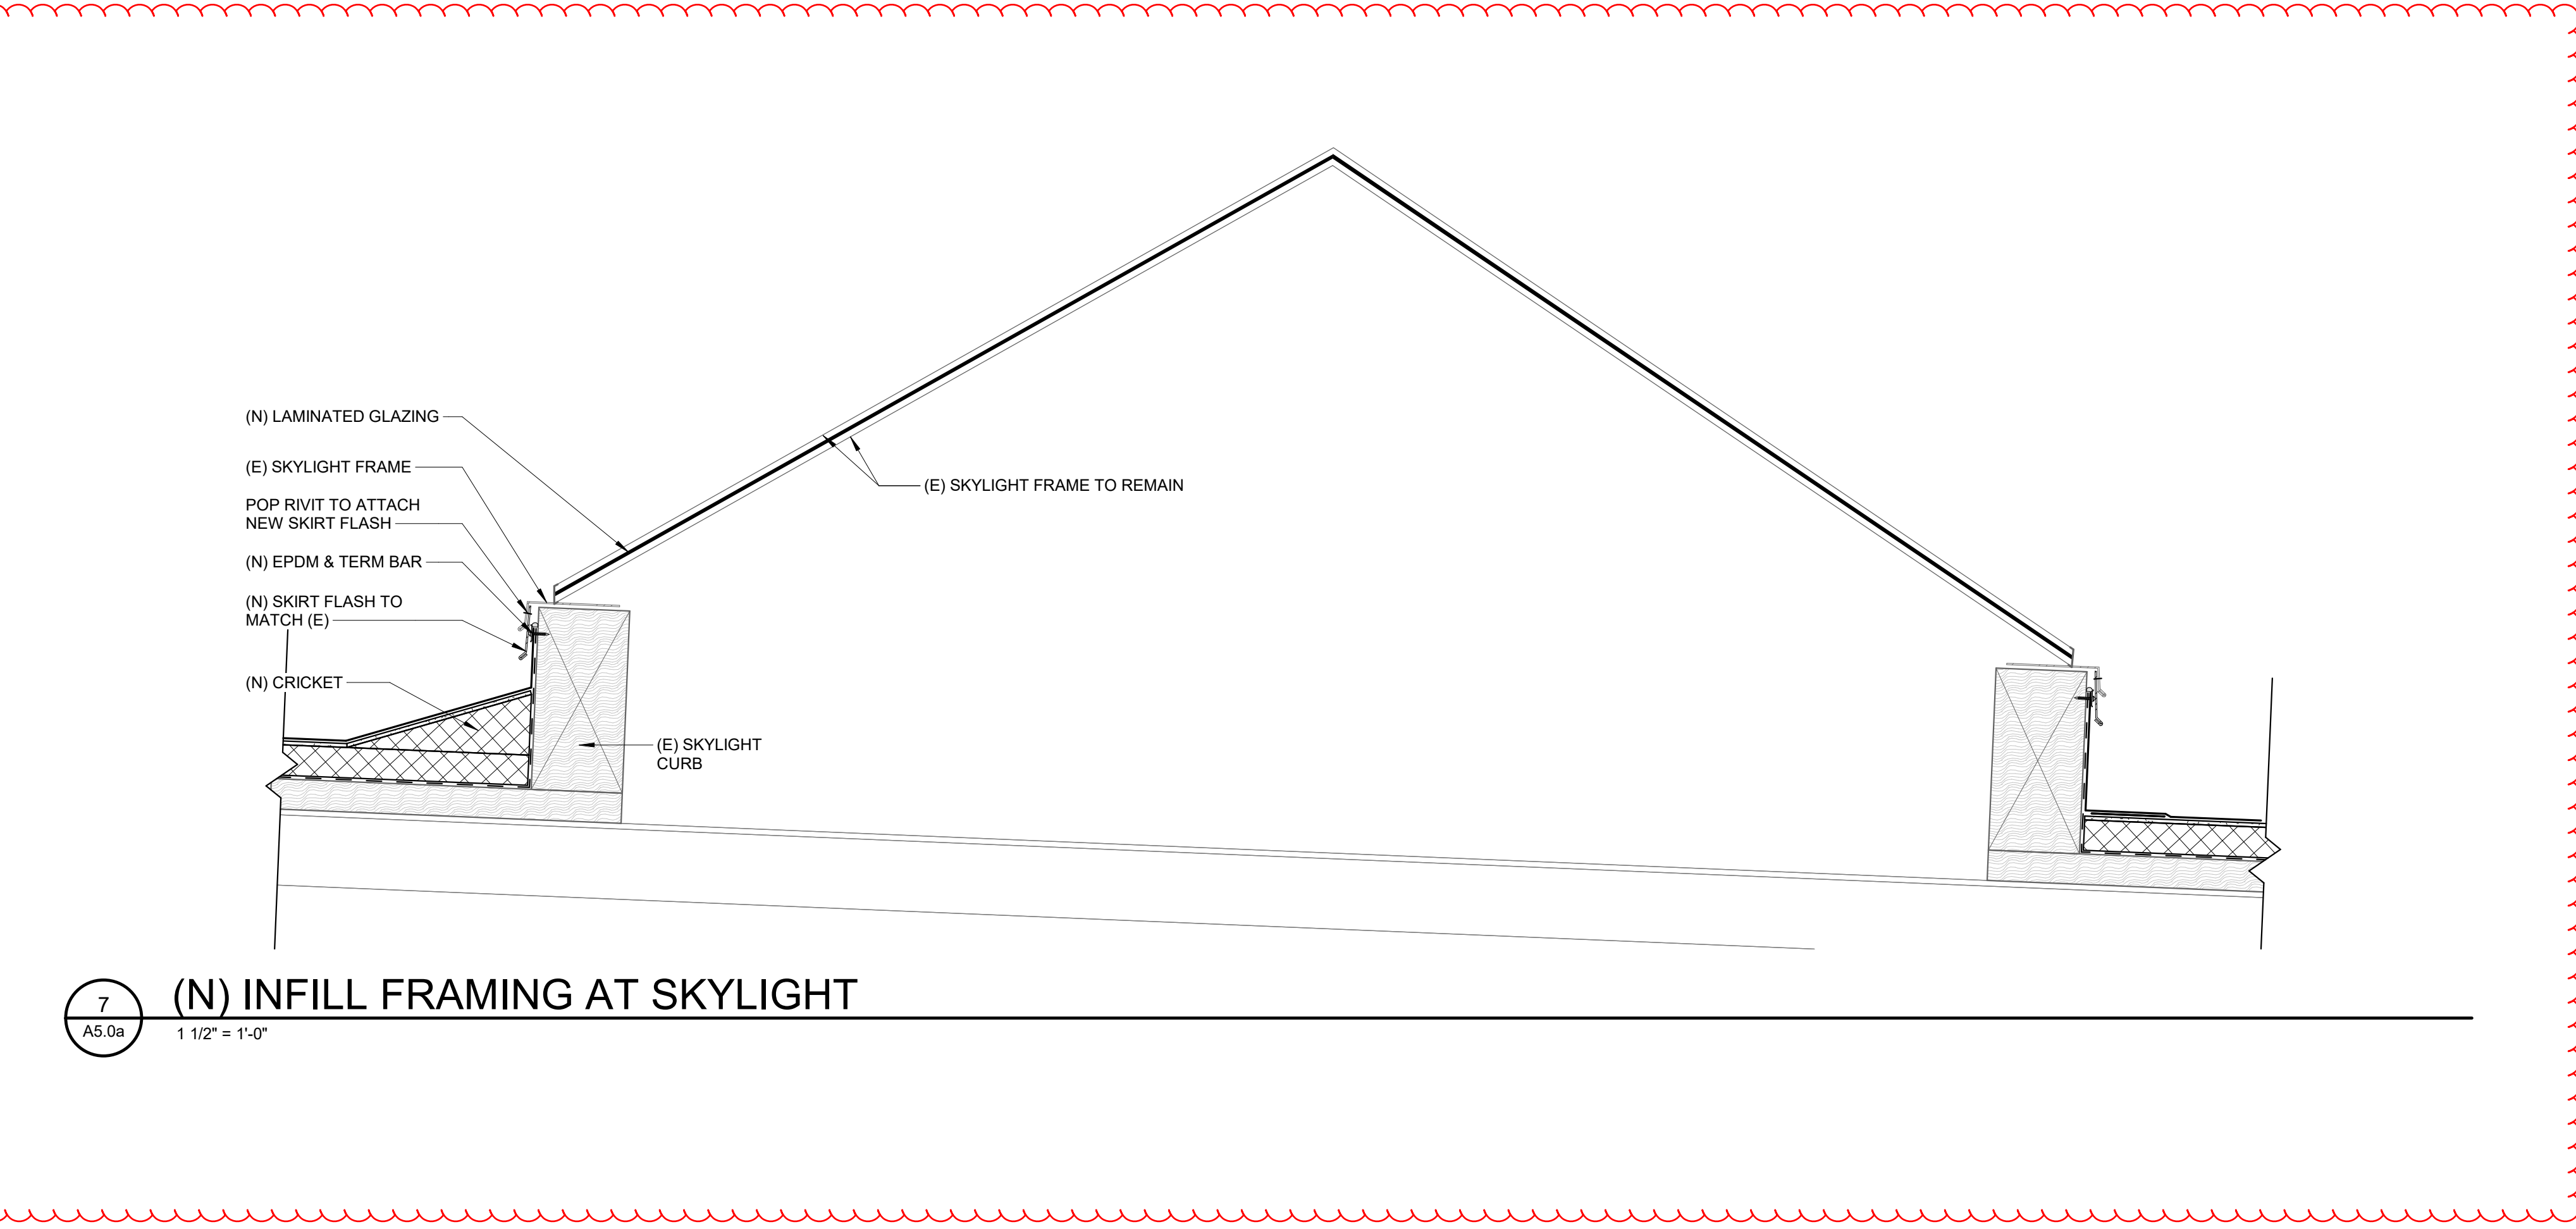 (N) LAMINATED GLAZING
(E) SKYLIGHT FRAME
POP RIVIT TO ATTACH
NEW SKIRT FLASH
(N) EPDM & TERM BAR
(N) SKIRT FLASH TO
MATCH (E)
(N) CRICKET
(E) SKYLIGHT FRAME TO REMAIN
(E) SKYLIGHT
CURB
7
A5.0a
(N) INFILL FRAMING AT SKYLIGHT
1 1/2" = 1'-0"